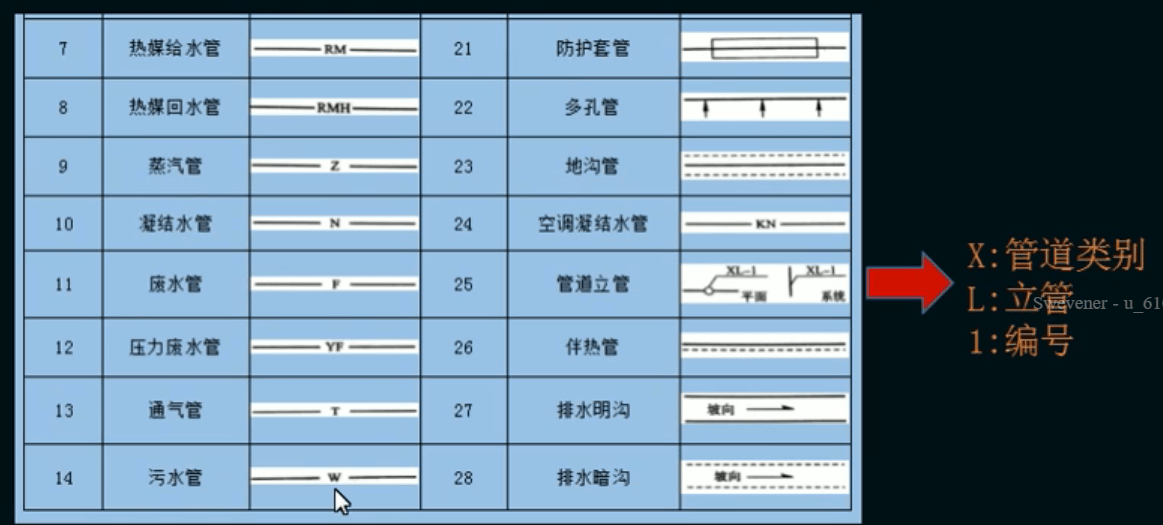 7 热媒给水管 RM 21 防护套管
8 热媒回水管 RMH 22 多孔管
9 蒸汽管 Z 23 地沟管
10 凝结水管 N 24 空调凝结水管 KN
11 废水管 F 25 管道立管 XL-1 平面 XL-1 系统
12 压力废水管 YF 26 伴热管
13 通气管 T 27 排水明沟 坡向
14 污水管 W 28 排水暗沟 坡向
X:管道类别
L:立管
1:编号